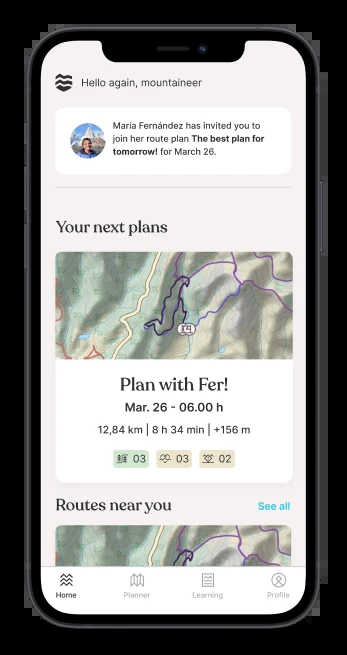 Hello again, mountaineer
María Fernández has invited you to
join her route plan The best plan for
tomorrow! for March 26.
Your next plans
Plan with Fer!
Mar. 26 - 06.00 h
12,84 km | 8 h 34 min | +156 m
03 03 02
Routes near you See all
Home Planner Learning Profile